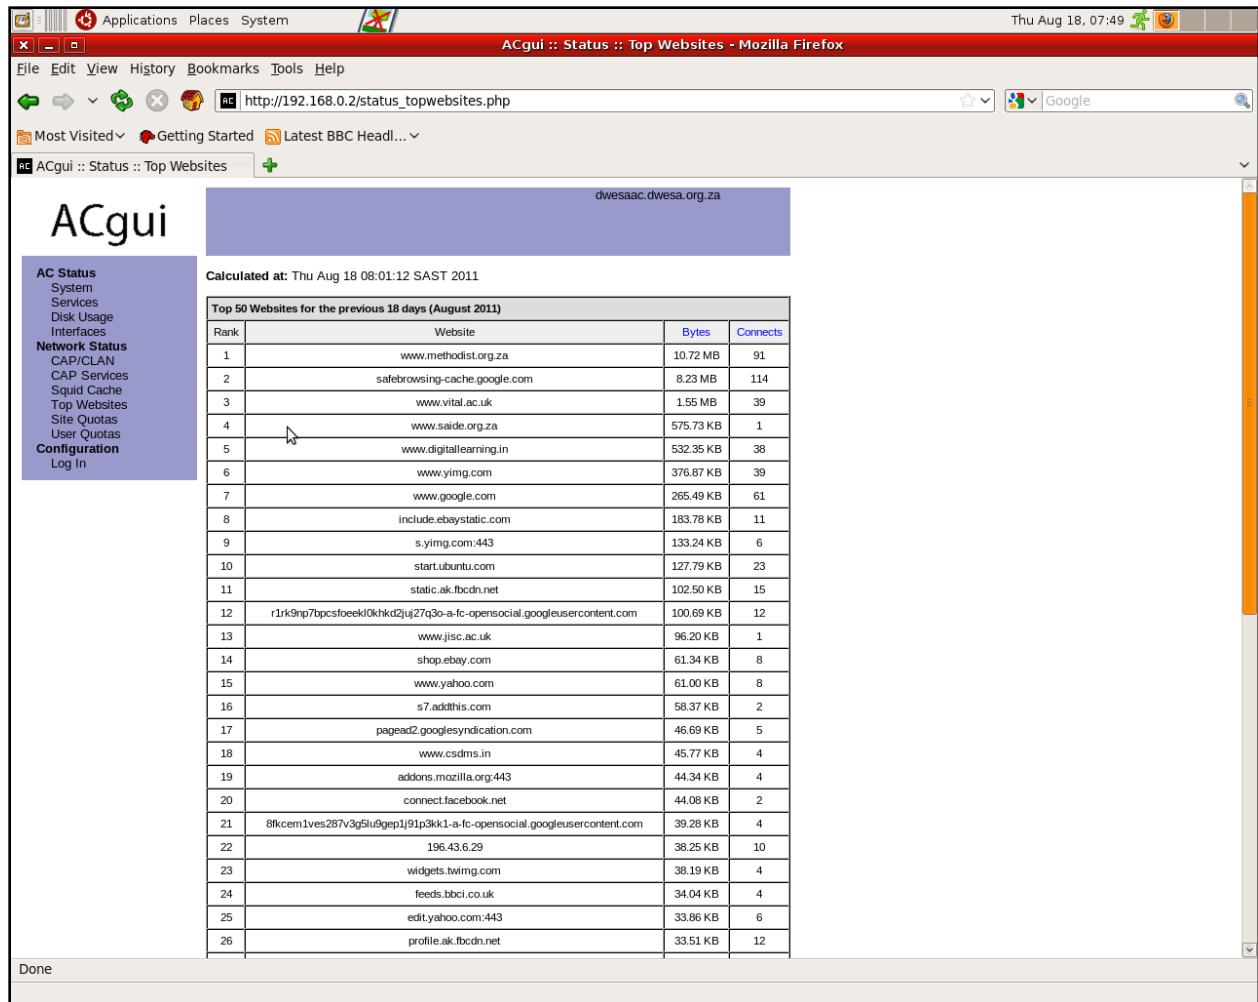 Applications Places System Thu Aug 18, 07:49
ACgui :: Status :: Top Websites - Mozilla Firefox
File Edit View History Bookmarks Tools Help
AC http://192.168.0.2/status_topwebsites.php Google
Most Visited Getting Started Latest BBC Headl...
AC ACgui :: Status :: Top Websites
dwesaac.dwesa.org.za
ACgui
AC Status
System
Services
Disk Usage
Interfaces
Network Status
CAP/CLAN
CAP Services
Squid Cache
Top Websites
Site Quotas
User Quotas
Configuration
Log In
Calculated at: Thu Aug 18 08:01:12 SAST 2011
Top 50 Websites for the previous 18 days (August 2011)
Rank Website Bytes Connects
1 www.methodist.org.za 10.72 MB 91
2 safebrowsing-cache.google.com 8.23 MB 114
3 www.vital.ac.uk 1.55 MB 39
4 www.saide.org.za 575.73 KB 1
5 www.digitallearning.in 532.35 KB 38
6 www.yimg.com 376.87 KB 39
7 www.google.com 265.49 KB 61
8 include.ebaystatic.com 183.78 KB 11
9 s.yimg.com:443 133.24 KB 6
10 start.ubuntu.com 127.79 KB 23
11 static.ak.fbcdn.net 102.50 KB 15
12 r1rk9np7bpcsfoeekl0khkd2juj27q3o-a-fc-opensocial.googleusercontent.com 100.69 KB 12
13 www.jisc.ac.uk 96.20 KB 1
14 shop.ebay.com 61.34 KB 8
15 www.yahoo.com 61.00 KB 8
16 s7.addthis.com 58.37 KB 2
17 pagead2.googlesyndication.com 46.69 KB 5
18 www.csdms.in 45.77 KB 4
19 addons.mozilla.org:443 44.34 KB 4
20 connect.facebook.net 44.08 KB 2
21 8fkcem1ves287v3g5lu9gep1j91p3kk1-a-fc-opensocial.googleusercontent.com 39.28 KB 4
22 196.43.6.29 38.25 KB 10
23 widgets.twimg.com 38.19 KB 4
24 feeds.bbci.co.uk 34.04 KB 4
25 edit.yahoo.com:443 33.86 KB 6
26 profile.ak.fbcdn.net 33.51 KB 12
Done